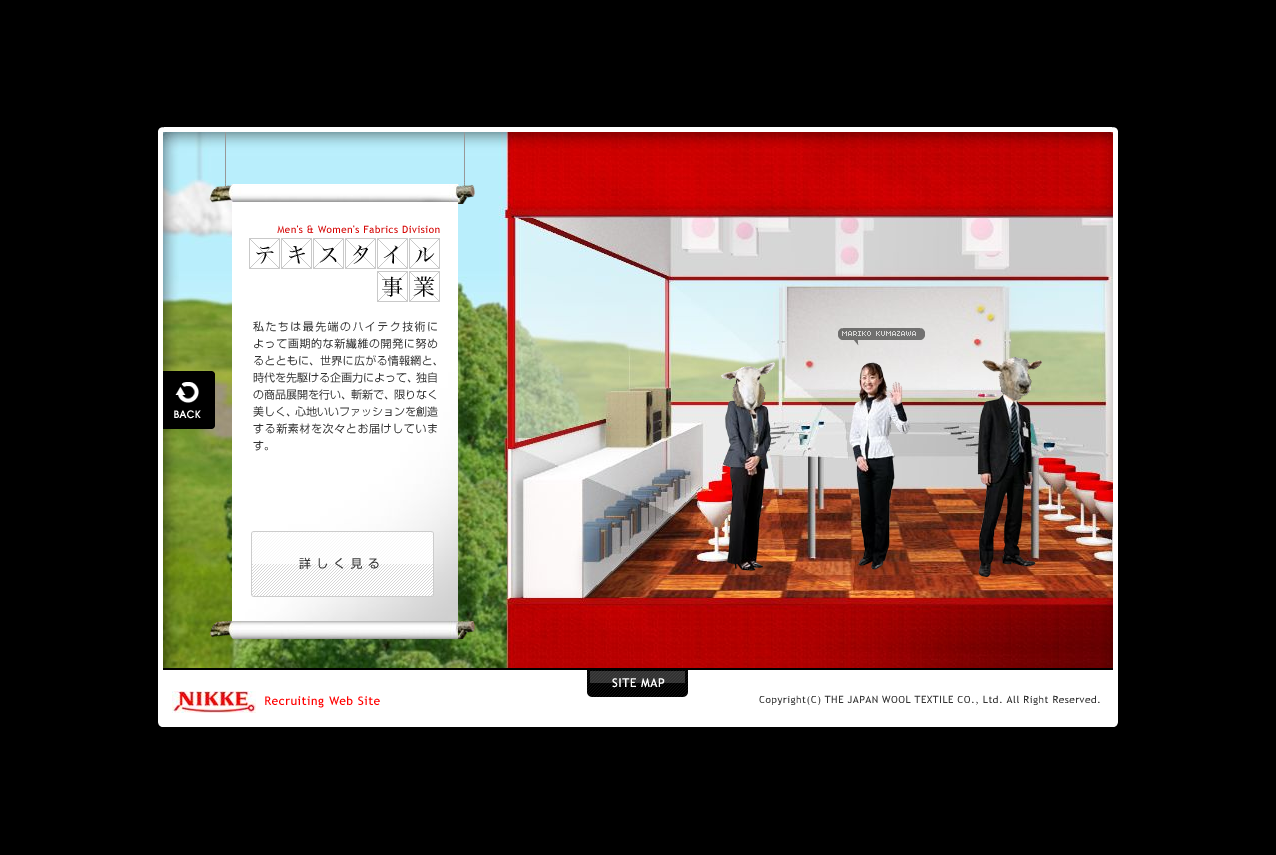 Men's & Women's Fabrics Division
テキスタイル
事業
私たちは最先端のハイテク技術に
よって画期的な新繊維の開発に努め
るとともに、世界に広がる情報網と、
時代を先駆ける企画力によって、独自
の商品展開を行い、斬新で、限りなく
美しく、心地いいファッションを創造
する新素材を次々とお届けしていま
す。
詳しく見る
BACK
MARIKO KUMAZAWA
SITE MAP
NIKKE Recruiting Web Site
Copyright(C) THE JAPAN WOOL TEXTILE CO., Ltd. All Right Reserved.